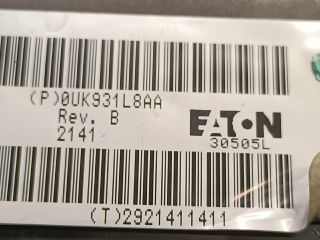 (P)0UK931L8AA
Rev. B
2141
EATON
30505L
(T)2921411411